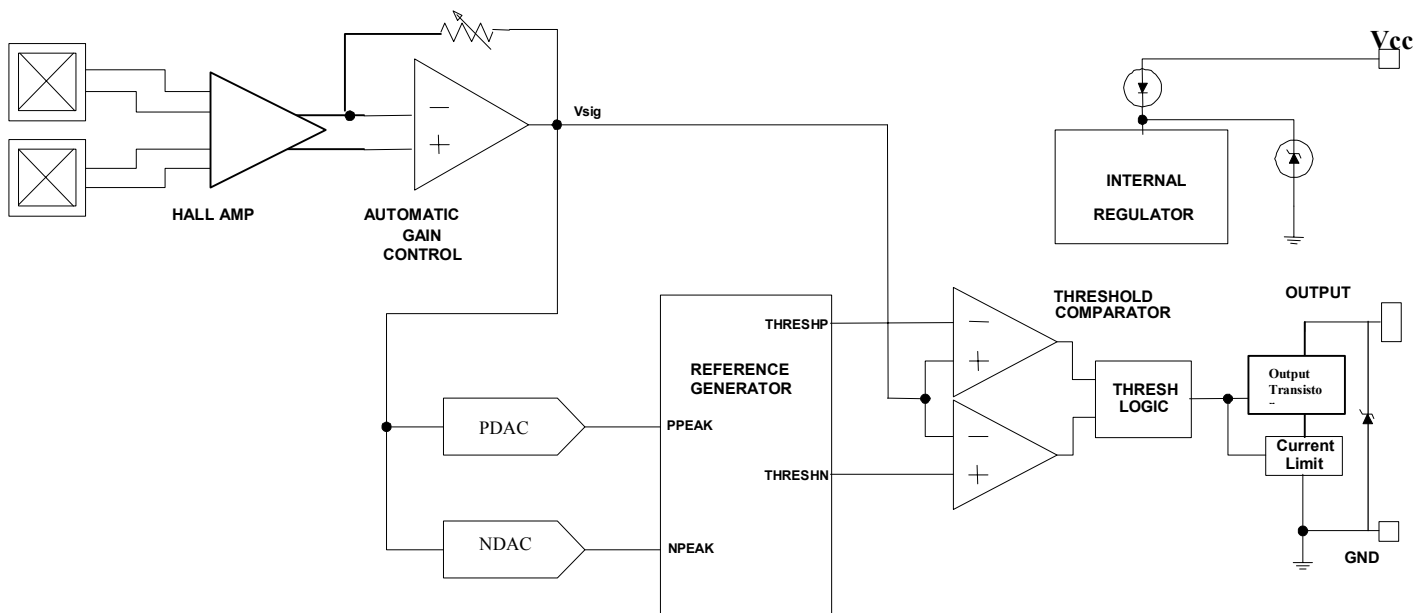 Vcc
Vsig
HALL AMP
AUTOMATIC
GAIN
CONTROL
INTERNAL
REGULATOR
THRESHOLD
COMPARATOR
OUTPUT
THRESHP
REFERENCE
GENERATOR
PPEAK
THRESHN
NPEAK
PDAC
NDAC
THRESH
LOGIC
Output
Transisto
Current
Limit
GND